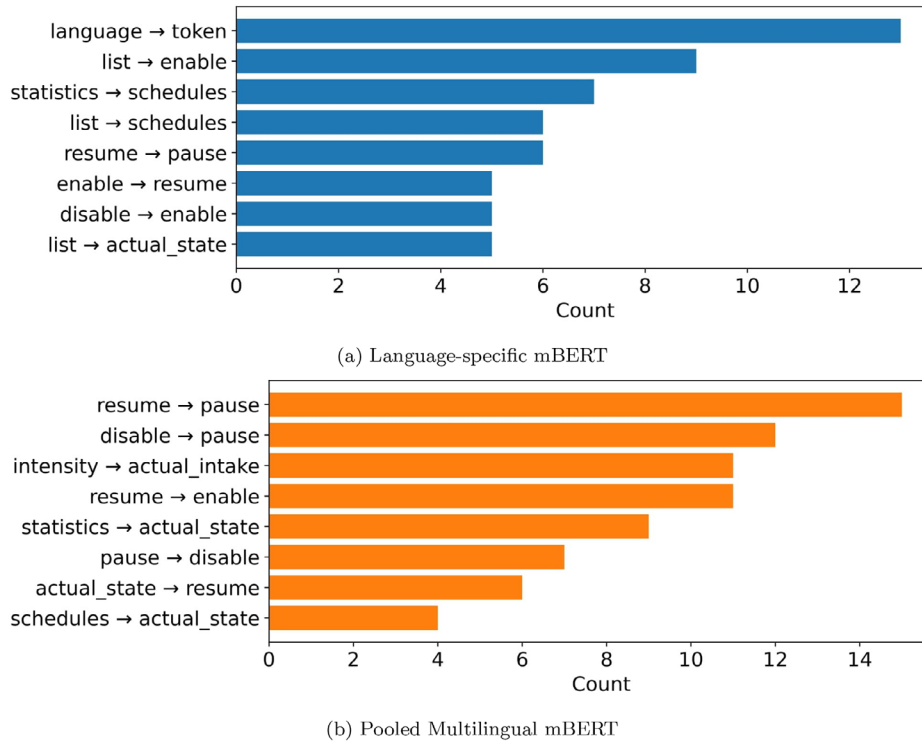 language → token
list → enable
statistics → schedules
list → schedules
resume → pause
enable → resume
disable → enable
list → actual_state
0 2 4 6 8 10 12
Count
(a) Language-specific mBERT
resume → pause
disable → pause
intensity → actual_intake
resume → enable
statistics → actual_state
pause → disable
actual_state → resume
schedules → actual_state
0 2 4 6 8 10 12 14
Count
(b) Pooled Multilingual mBERT